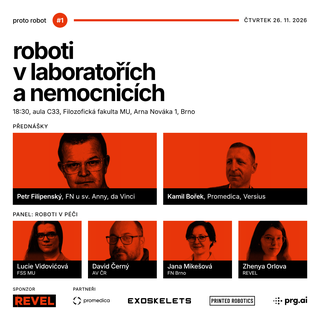 proto robot #1 ČTVRTEK 26. 11. 2026
roboti
v laboratořích
a nemocnicích
18:30, aula C33, Filozofická fakulta MU, Arna Nováka 1, Brno
PŘEDNÁŠKY
Petr Filipenský, FN u sv. Anny, da Vinci
Kamil Bořek, Promedica, Versius
PANEL: ROBOTI V PÉČI
Lucie Vidovičová
FSS MU
David Černý
AV ČR
Jana Mikešová
FN Brno
Zhenya Orlova
REVEL
SPONZOR
PARTNEŘI
REVEL
promedica
EXOSKELETS
PRINTED ROBOTICS
prg.ai